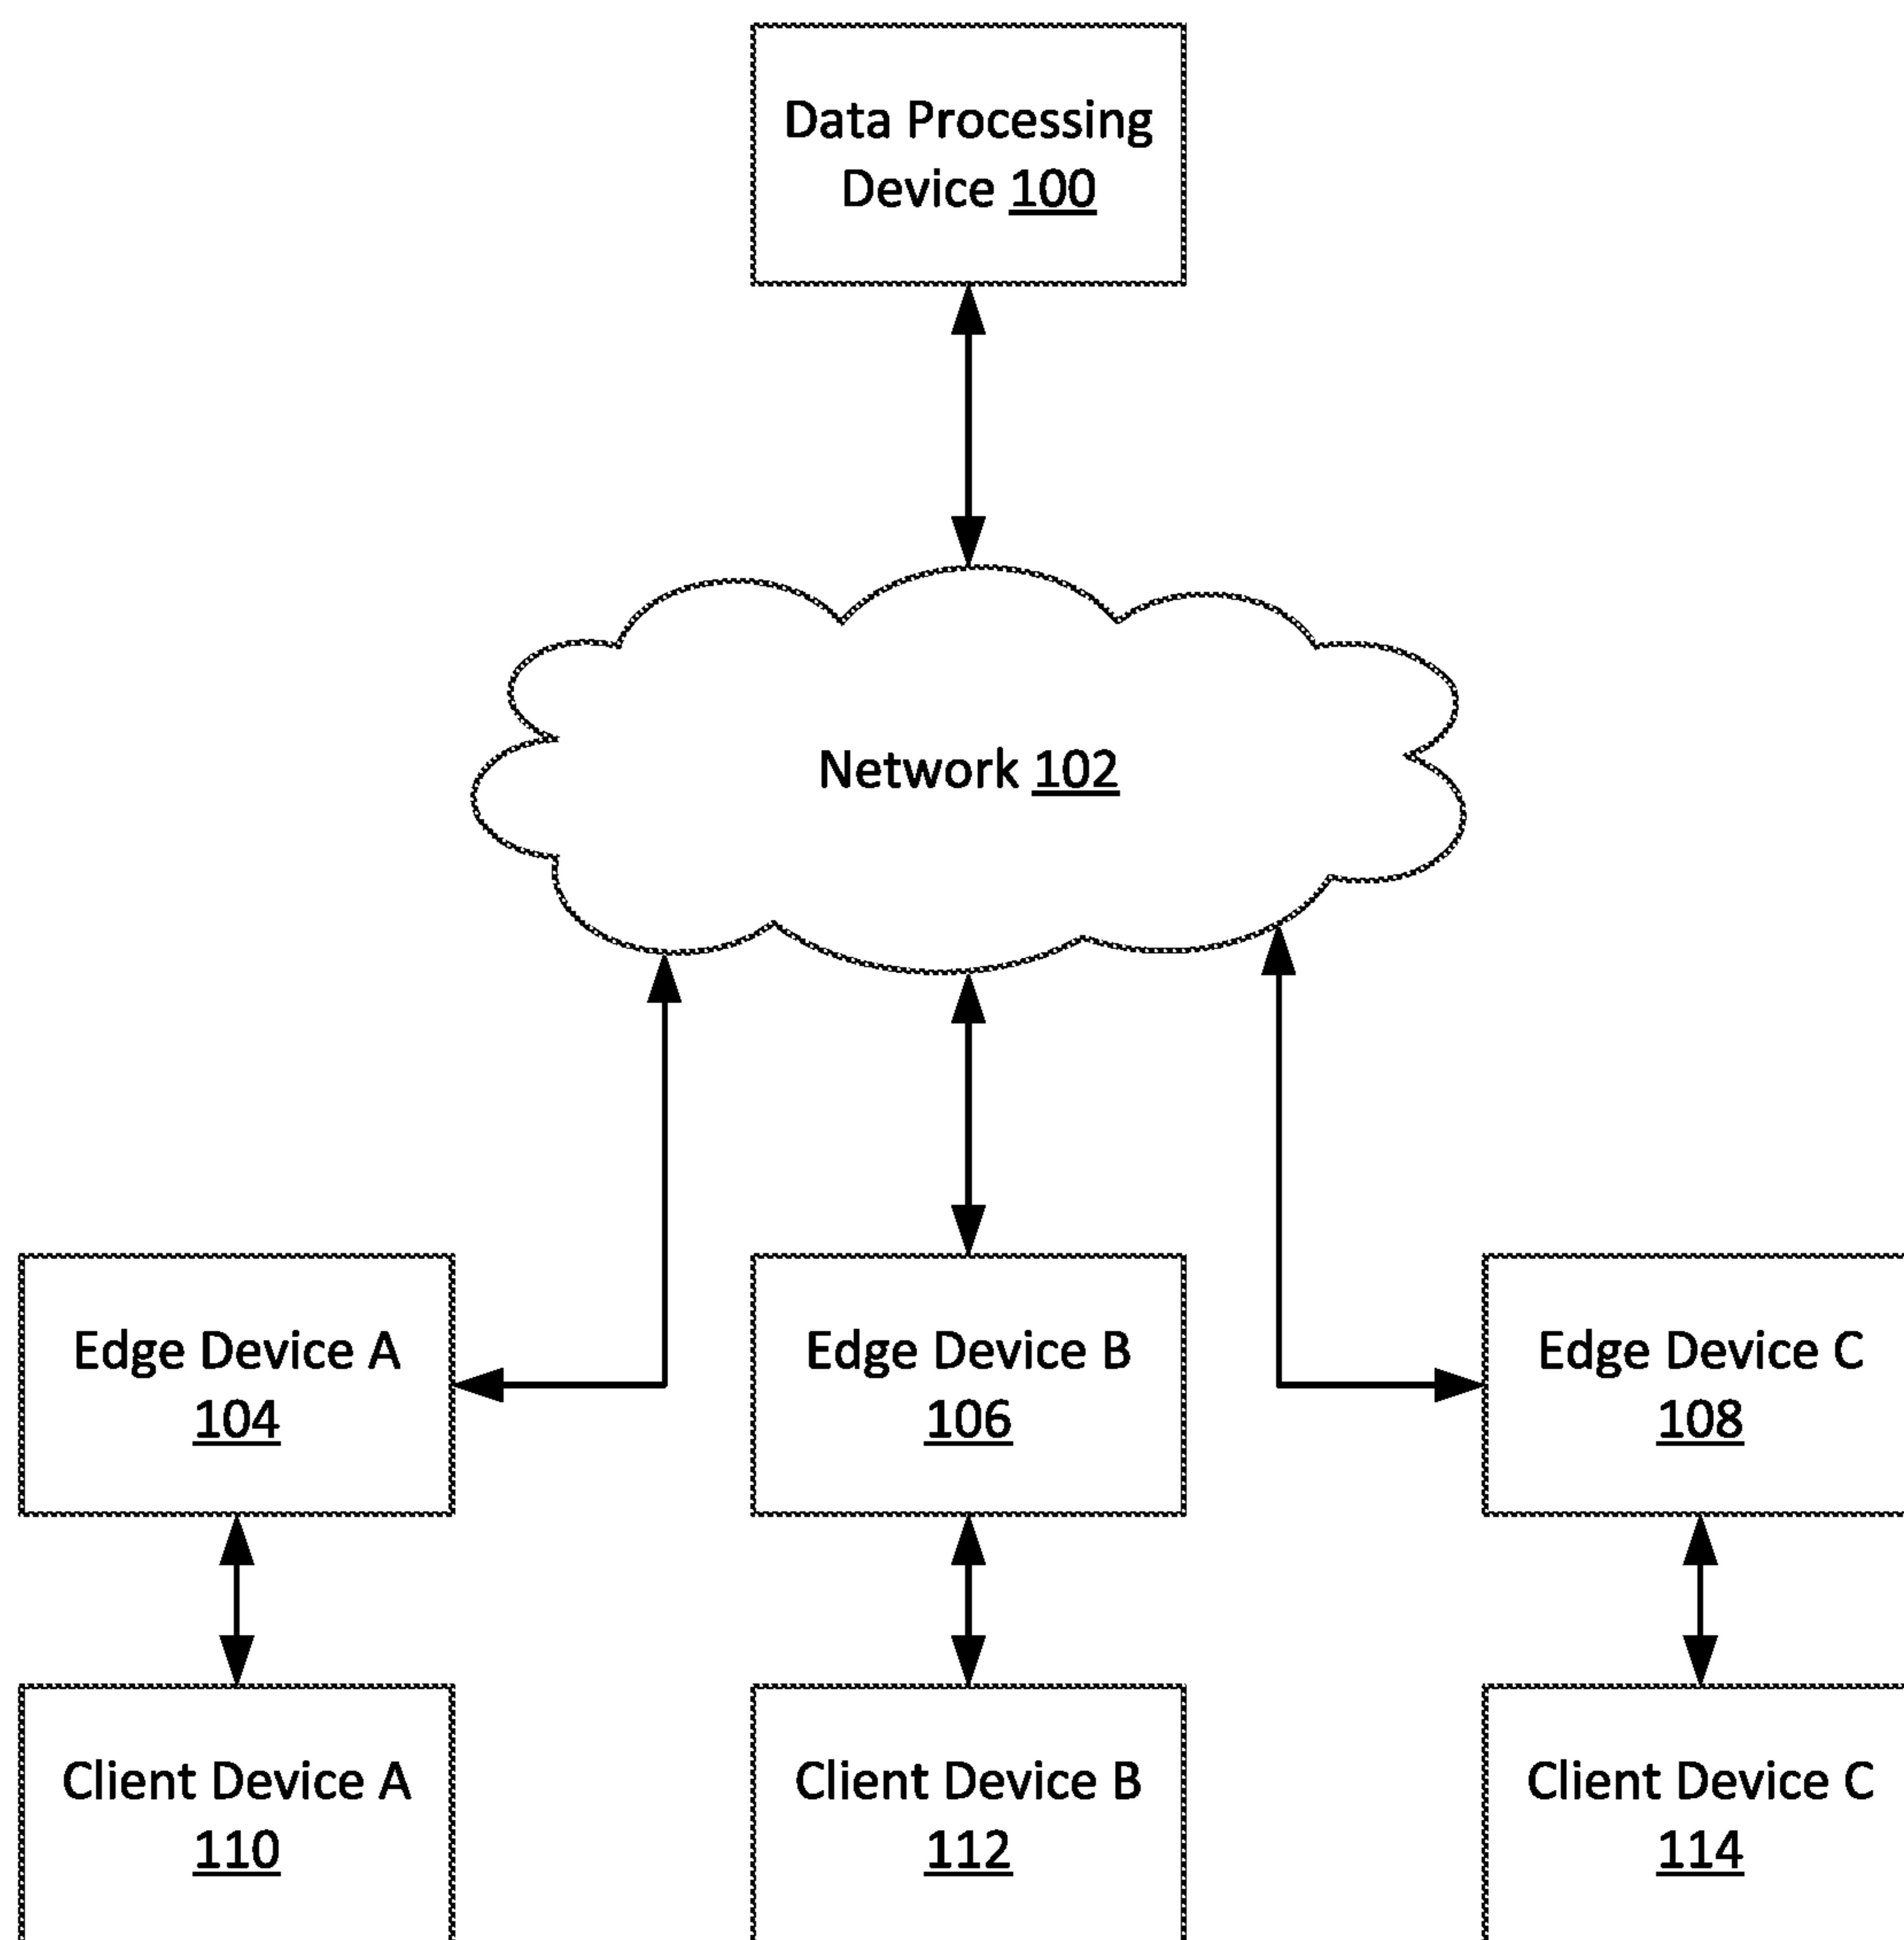 Data Processing
Device 100
Network 102
Edge Device A
104
Edge Device B
106
Edge Device C
108
Client Device A
110
Client Device B
112
Client Device C
114